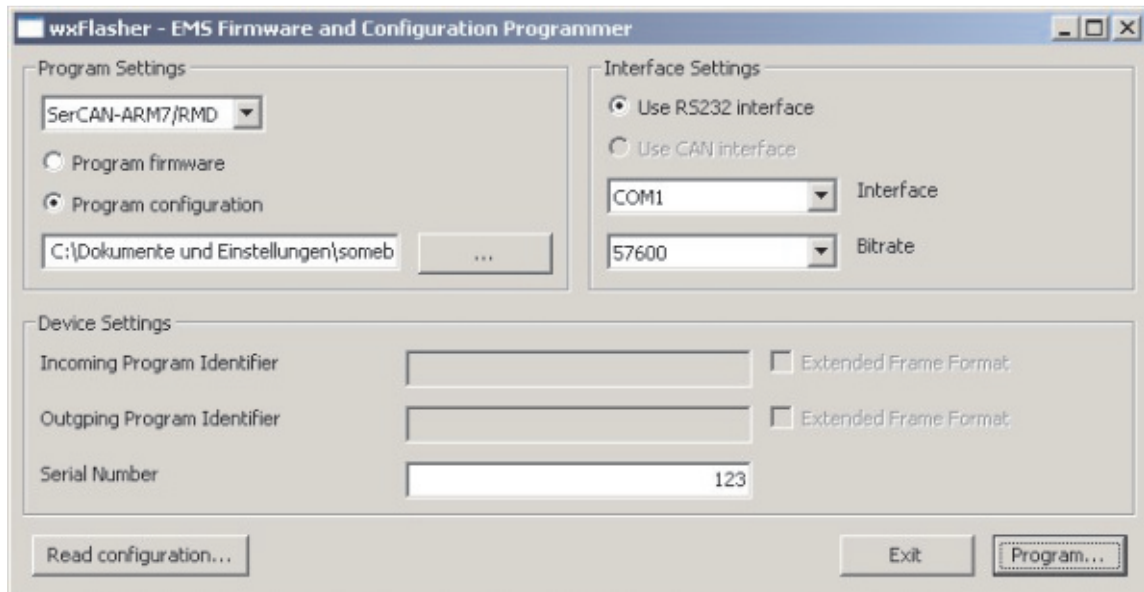 wxFlasher - EMS Firmware and Configuration Programmer
Program Settings
SerCAN-ARM7/RMD
Program firmware
Program configuration
C:\Dokumente und Einstellungen\someb
...
Interface Settings
Use RS232 interface
Use CAN interface
COM1 Interface
57600 Bitrate
Device Settings
Incoming Program Identifier Extended Frame Format
Outgping Program Identifier Extended Frame Format
Serial Number 123
Read configuration... Exit Program...